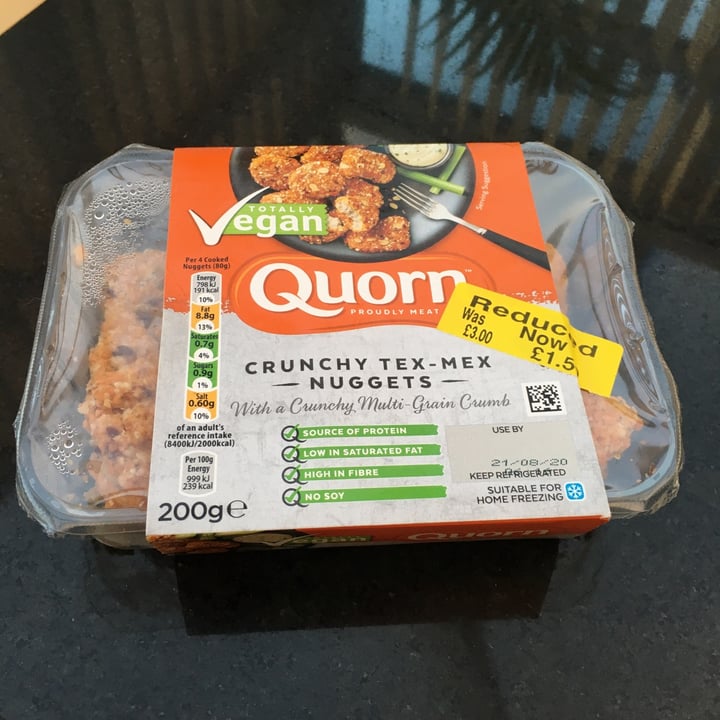 Serving Suggestion
TOTALLY
Vegan
Per 4 Cooked
Nuggets (80g)
Energy
798 kJ
191 kcal
10%
Fat
8.8g
13%
Saturates
0.7g
4%
Sugars
0.9g
1%
Salt
0.60g
10%
of an adult's
reference intake
(8400kJ/2000kcal)
Per 100g
Energy
999 kJ
239 kcal
200g℮
Quorn™
PROUDLY MEAT
Reduced
Was
£3.00
Now
£1.5
CRUNCHY TEX-MEX
NUGGETS
With a Crunchy Multi-Grain Crumb
SOURCE OF PROTEIN
LOW IN SATURATED FAT
HIGH IN FIBRE
NO SOY
USE BY
21/08/20
KEEP REFRIGERATED
SUITABLE FOR
HOME FREEZING
Vegan
Quorn